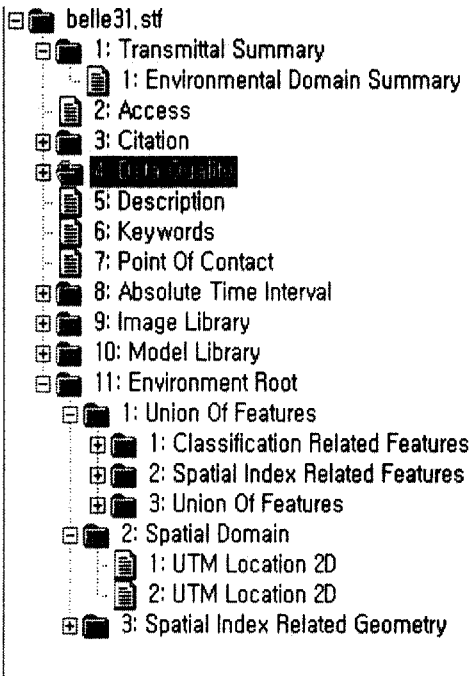 belle31.stf
1: Transmittal Summary
1: Environmental Domain Summary
2: Access
3: Citation
4: Data Quality
5: Description
6: Keywords
7: Point Of Contact
8: Absolute Time Interval
9: Image Library
10: Model Library
11: Environment Root
1: Union Of Features
1: Classification Related Features
2: Spatial Index Related Features
3: Union Of Features
2: Spatial Domain
1: UTM Location 2D
2: UTM Location 2D
3: Spatial Index Related Geometry